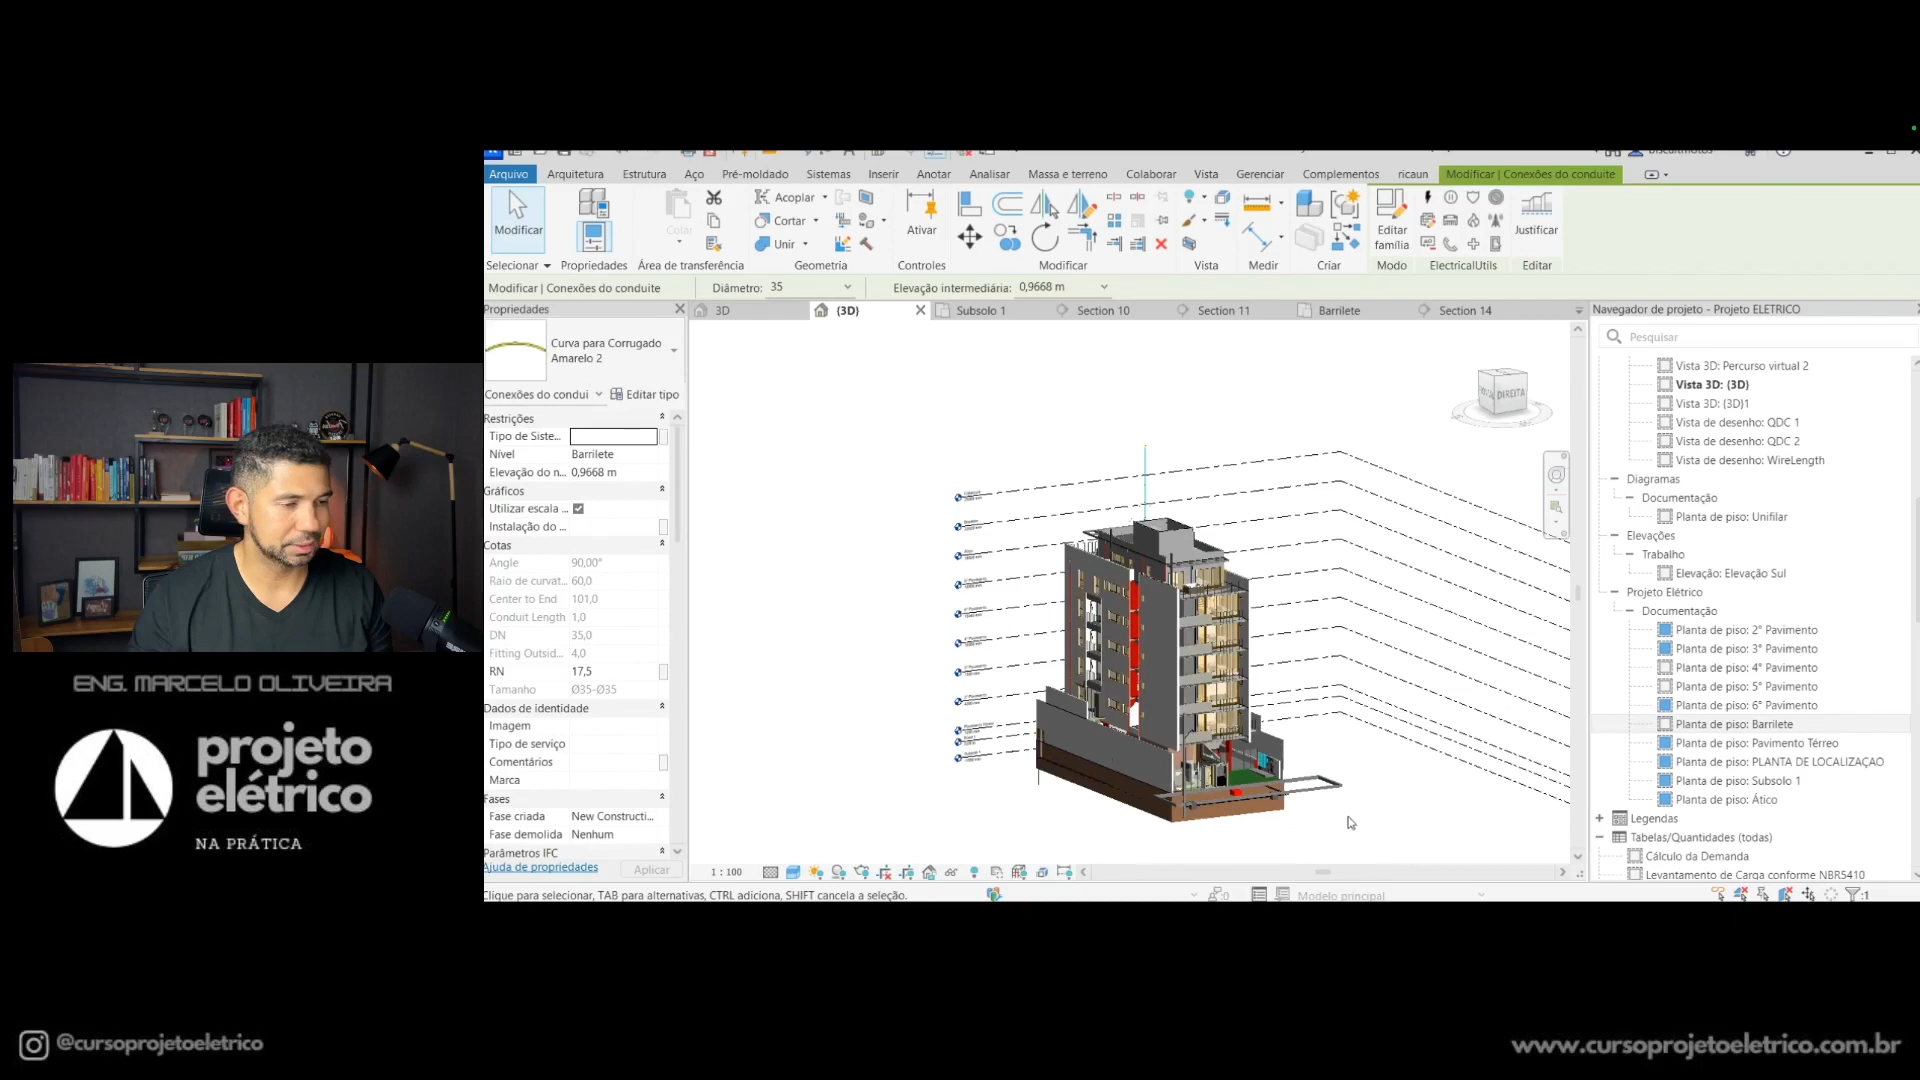 Arquivo Arquitetura Estrutura Aço Pré-moldado Sistemas Inserir Anotar Analisar Massa e terreno Colaborar Vista Gerenciar Complementos ricaun Modificar | Conexões do conduite
Modificar
Colar
Acoplar
Cortar
Unir
Ativar
Editar
família
Justificar
Selecionar Propriedades Área de transferência Geometria Controles Modificar Vista Medir Criar Modo ElectricalUtils Editar
Modificar | Conexões do conduite Diâmetro: 35 Elevação intermediária: 0,9668 m
Propriedades
Curva para Corrugado
Amarelo 2
Conexões do condui Editar tipo
Restrições
Tipo de Siste...
Nível Barrilete
Elevação do n... 0,9668 m
Gráficos
Utilizar escala ...
Instalação do ...
Cotas
Angle 90,00°
Raio de curvat... 60,0
Center to End 101,0
Conduit Length 1,0
DN 35,0
Fitting Outsid... 4,0
RN 17,5
Tamanho Ø35-Ø35
Dados de identidade
Imagem
Tipo de serviço
Comentários
Marca
Fases
Fase criada New Constructi...
Fase demolida Nenhum
Parâmetros IFC
Ajuda de propriedades Aplicar
3D (3D) Subsolo 1 Section 10 Section 11 Barrilete Section 14
DIREITA
1 : 100
Navegador de projeto - Projeto ELETRICO
Pesquisar
Vista 3D: Percurso virtual 2
Vista 3D: (3D)
Vista 3D: (3D)1
Vista de desenho: QDC 1
Vista de desenho: QDC 2
Vista de desenho: WireLength
Diagramas
Documentação
Planta de piso: Unifilar
Elevações
Trabalho
Elevação: Elevação Sul
Projeto Elétrico
Documentação
Planta de piso: 2° Pavimento
Planta de piso: 3° Pavimento
Planta de piso: 4° Pavimento
Planta de piso: 5° Pavimento
Planta de piso: 6° Pavimento
Planta de piso: Barrilete
Planta de piso: Pavimento Térreo
Planta de piso: PLANTA DE LOCALIZAÇAO
Planta de piso: Subsolo 1
Planta de piso: Ático
Legendas
Tabelas/Quantidades (todas)
Cálculo da Demanda
Levantamento de Carga conforme NBR5410
Clique para selecionar, TAB para alternativas, CTRL adiciona, SHIFT cancela a seleção. :0 Modelo principal :1
ENG. MARCELO OLIVEIRA
projeto
elétrico
NA PRÁTICA
@cursoprojetoeletrico
www.cursoprojetoeletrico.com.br